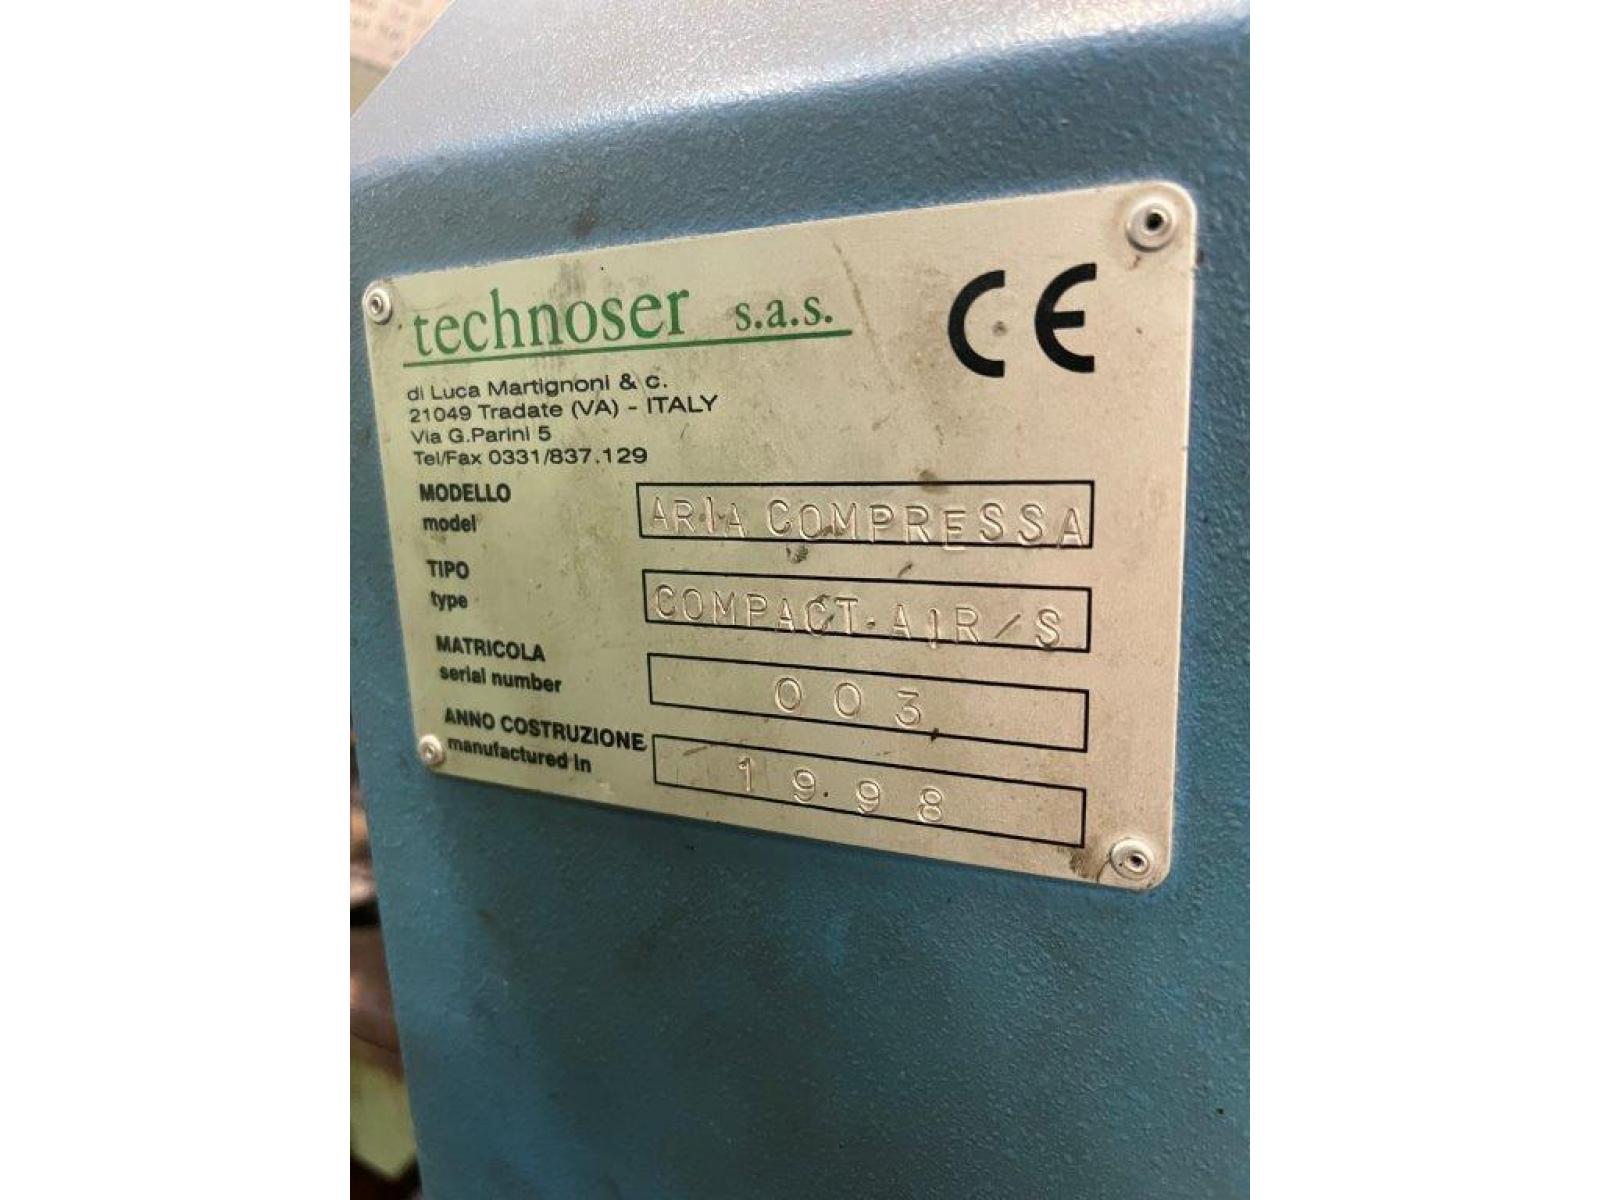 technoser s.a.s.
CE
di Luca Martignoni & c.
21049 Tradate (VA) - ITALY
Via G.Parini 5
Tel/Fax 0331/837.129
MODELLO
model
ARIA COMPRESSA
TIPO
type
COMPACT-AIR/S
MATRICOLA
serial number
003
ANNO COSTRUZIONE
manufactured in
1998